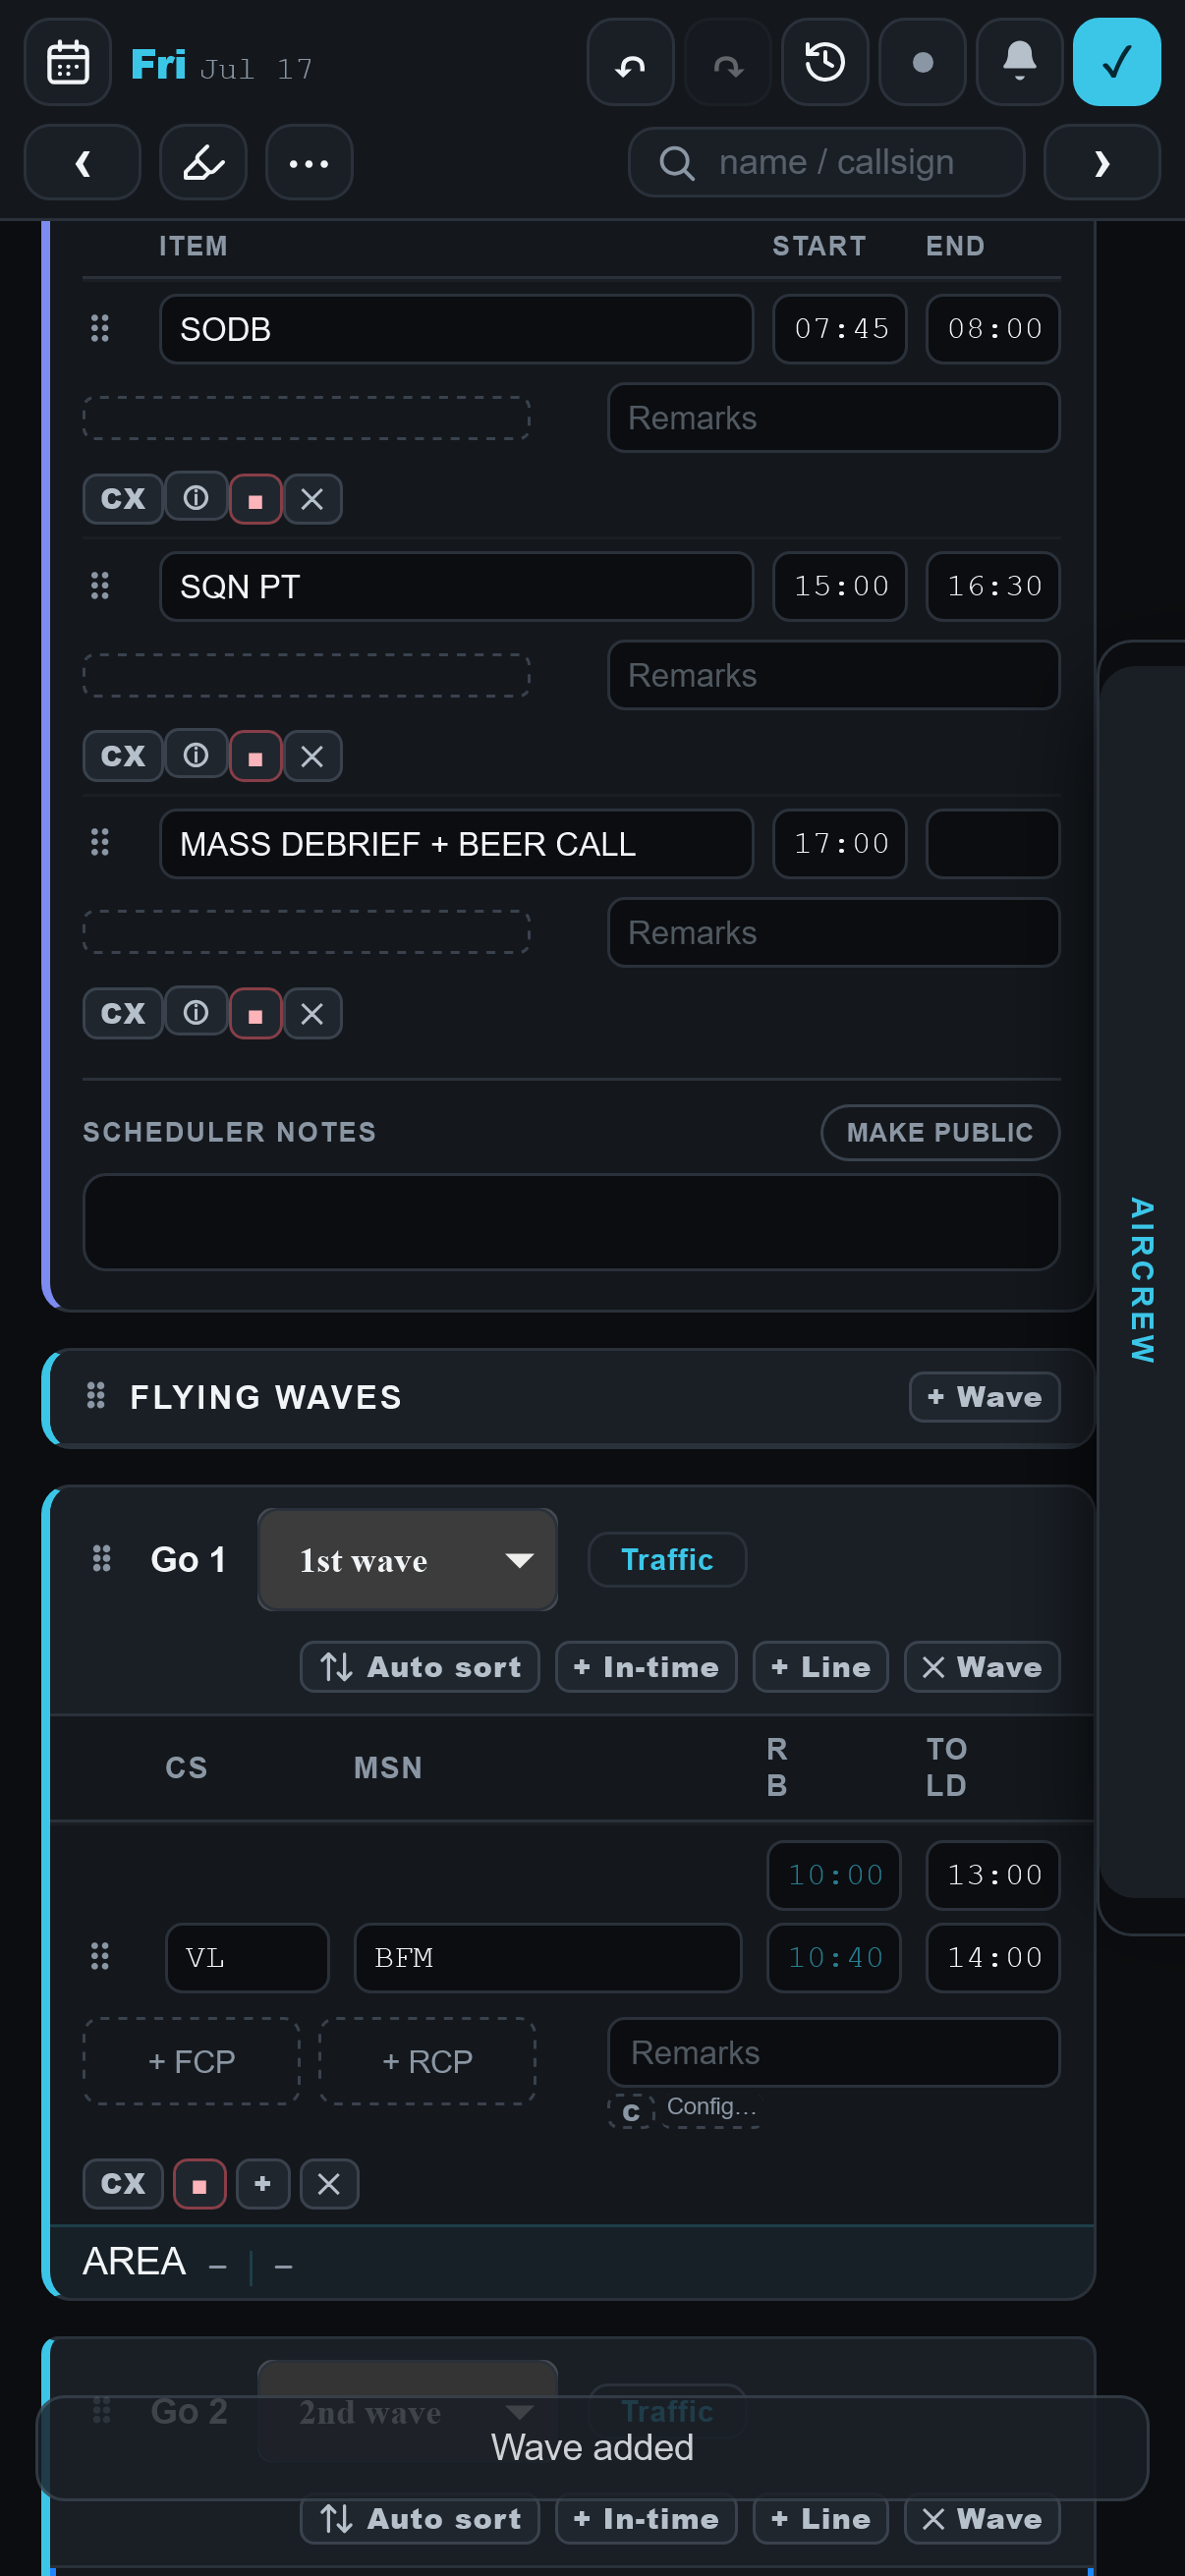 Fri Jul 17
name / callsign
ITEM START END
SODB 07:45 08:00
Remarks
CX
SQN PT 15:00 16:30
Remarks
CX
MASS DEBRIEF + BEER CALL 17:00
Remarks
CX
SCHEDULER NOTES MAKE PUBLIC
AIRCREW
FLYING WAVES + Wave
Go 1 1st wave Traffic
Auto sort + In-time + Line × Wave
CS MSN R TO
B LD
10:00 13:00
VL BFM 10:40 14:00
+ FCP + RCP Remarks
C Config...
CX + ×
AREA – | –
Go 2 2nd wave Traffic
Wave added
Auto sort + In-time + Line × Wave